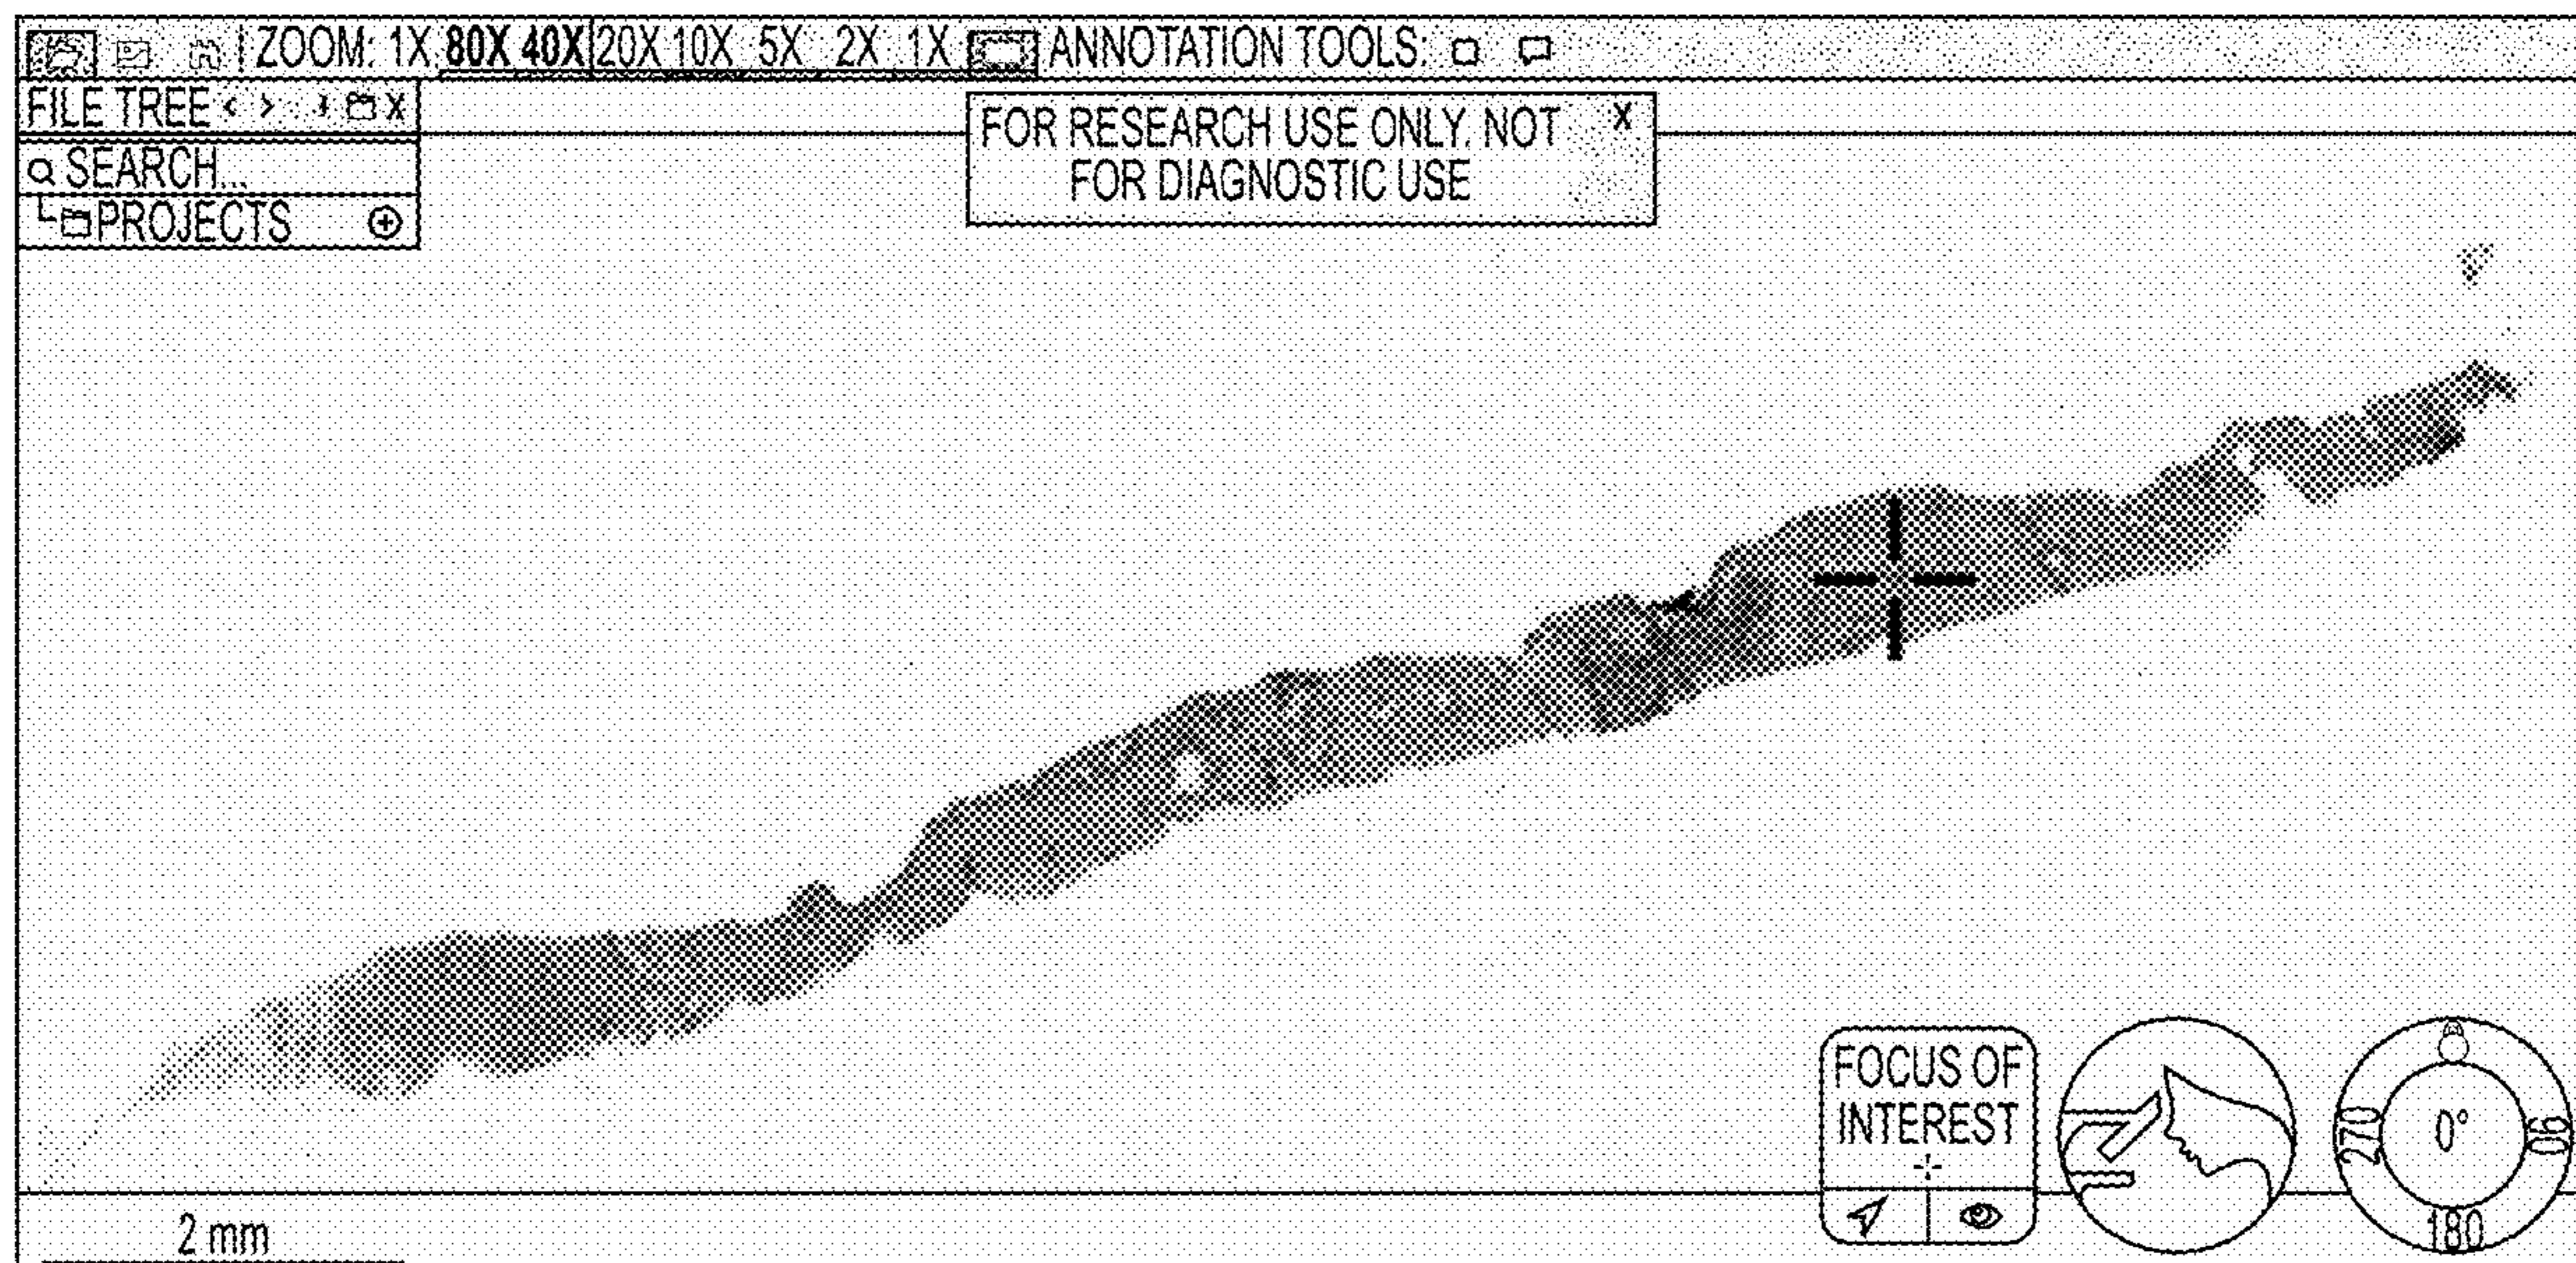 ZOOM: 1X 80X 40X 20X 10X 5X 2X 1X ANNOTATION TOOLS:
FILE TREE < > X
FOR RESEARCH USE ONLY. NOT X
FOR DIAGNOSTIC USE
SEARCH...
PROJECTS
FOCUS OF
INTEREST
0°
270
90
180
2 mm